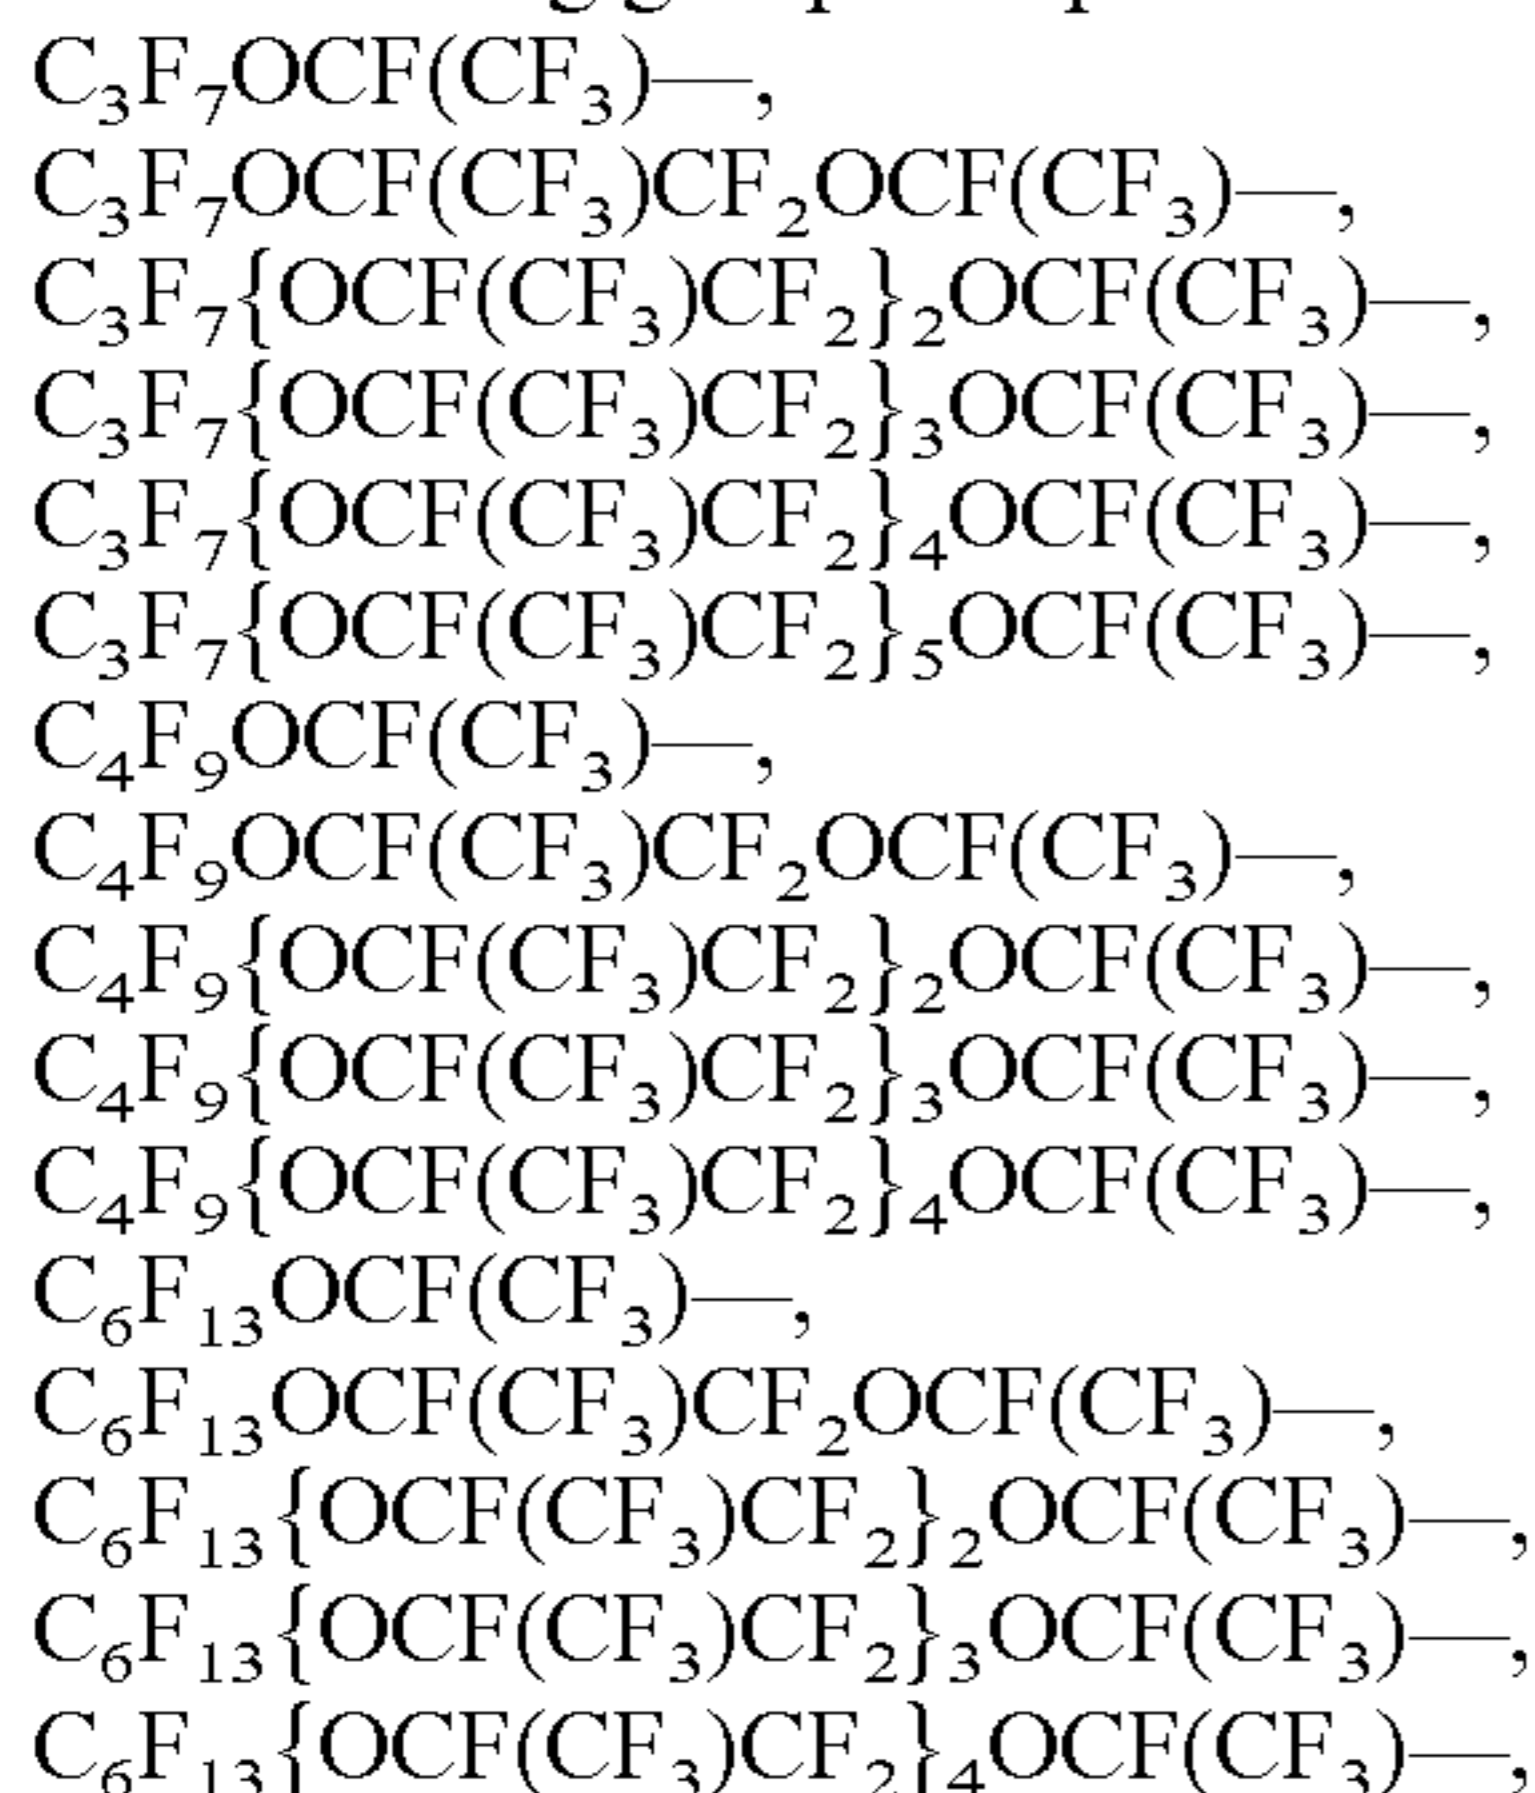 C₃F₇OCF(CF₃)—,
C₃F₇OCF(CF₃)CF₂OCF(CF₃)—,
C₃F₇{OCF(CF₃)CF₂}₂OCF(CF₃)—,
C₃F₇{OCF(CF₃)CF₂}₃OCF(CF₃)—,
C₃F₇{OCF(CF₃)CF₂}₄OCF(CF₃)—,
C₃F₇{OCF(CF₃)CF₂}₅OCF(CF₃)—,
C₄F₉OCF(CF₃)—,
C₄F₉OCF(CF₃)CF₂OCF(CF₃)—,
C₄F₉{OCF(CF₃)CF₂}₂OCF(CF₃)—,
C₄F₉{OCF(CF₃)CF₂}₃OCF(CF₃)—,
C₄F₉{OCF(CF₃)CF₂}₄OCF(CF₃)—,
C₆F₁₃OCF(CF₃)—,
C₆F₁₃OCF(CF₃)CF₂OCF(CF₃)—,
C₆F₁₃{OCF(CF₃)CF₂}₂OCF(CF₃)—,
C₆F₁₃{OCF(CF₃)CF₂}₃OCF(CF₃)—,
C₆F₁₃{OCF(CF₃)CF₂}₄OCF(CF₃)—,